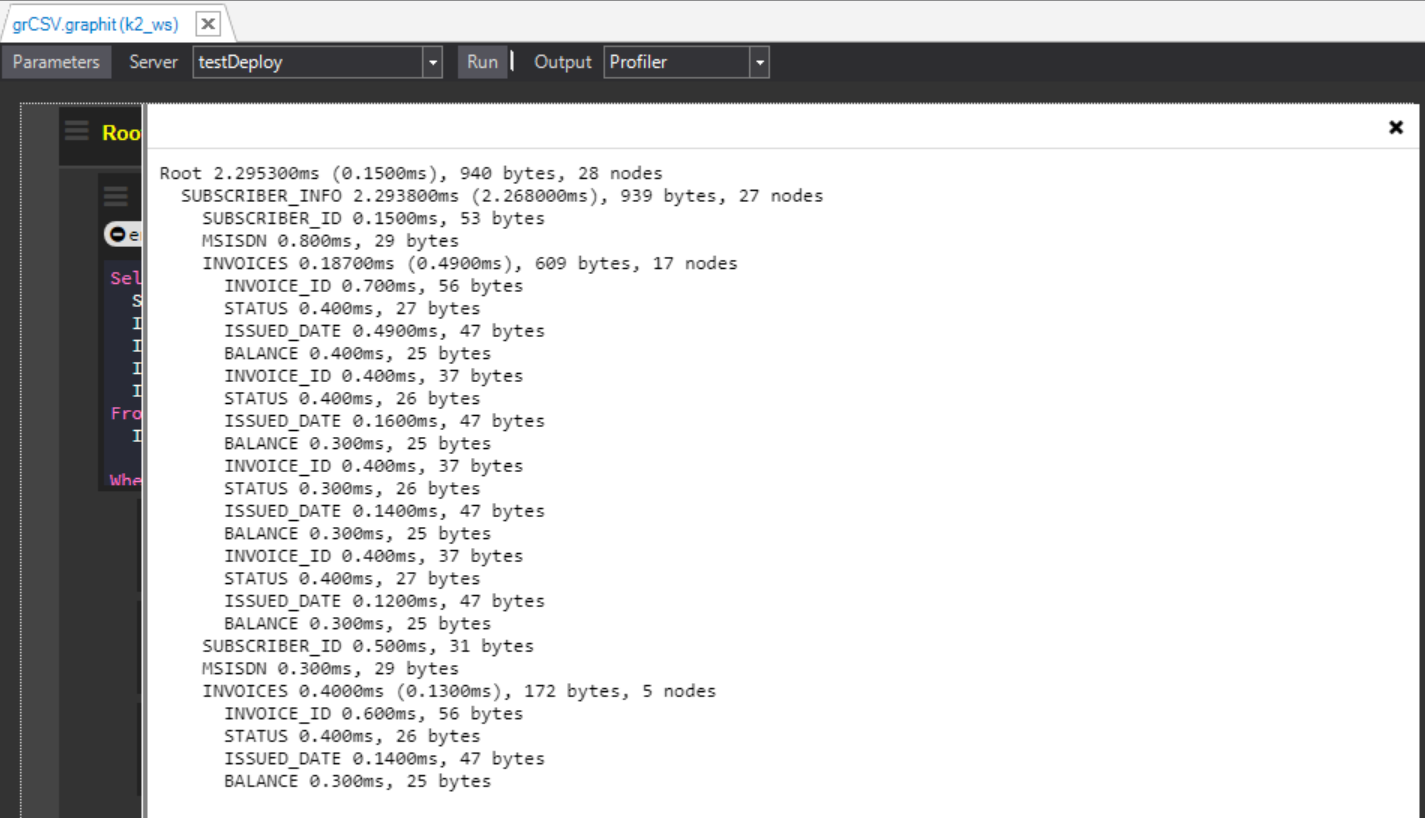 grCSV.graphit (k2_ws)
Parameters Server testDeploy Run Output Profiler
Roo
Root 2.295300ms (0.1500ms), 940 bytes, 28 nodes
SUBSCRIBER_INFO 2.293800ms (2.268000ms), 939 bytes, 27 nodes
SUBSCRIBER_ID 0.1500ms, 53 bytes
MSISDN 0.800ms, 29 bytes
INVOICES 0.18700ms (0.4900ms), 609 bytes, 17 nodes
INVOICE_ID 0.700ms, 56 bytes
STATUS 0.400ms, 27 bytes
ISSUED_DATE 0.4900ms, 47 bytes
BALANCE 0.400ms, 25 bytes
INVOICE_ID 0.400ms, 37 bytes
STATUS 0.400ms, 26 bytes
ISSUED_DATE 0.1600ms, 47 bytes
BALANCE 0.300ms, 25 bytes
INVOICE_ID 0.400ms, 37 bytes
STATUS 0.300ms, 26 bytes
ISSUED_DATE 0.1400ms, 47 bytes
BALANCE 0.300ms, 25 bytes
INVOICE_ID 0.400ms, 37 bytes
STATUS 0.400ms, 27 bytes
ISSUED_DATE 0.1200ms, 47 bytes
BALANCE 0.300ms, 25 bytes
SUBSCRIBER_ID 0.500ms, 31 bytes
MSISDN 0.300ms, 29 bytes
INVOICES 0.4000ms (0.1300ms), 172 bytes, 5 nodes
INVOICE_ID 0.600ms, 56 bytes
STATUS 0.400ms, 26 bytes
ISSUED_DATE 0.1400ms, 47 bytes
BALANCE 0.300ms, 25 bytes
Sel
S
I
I
I
I
Fro
I
Whe